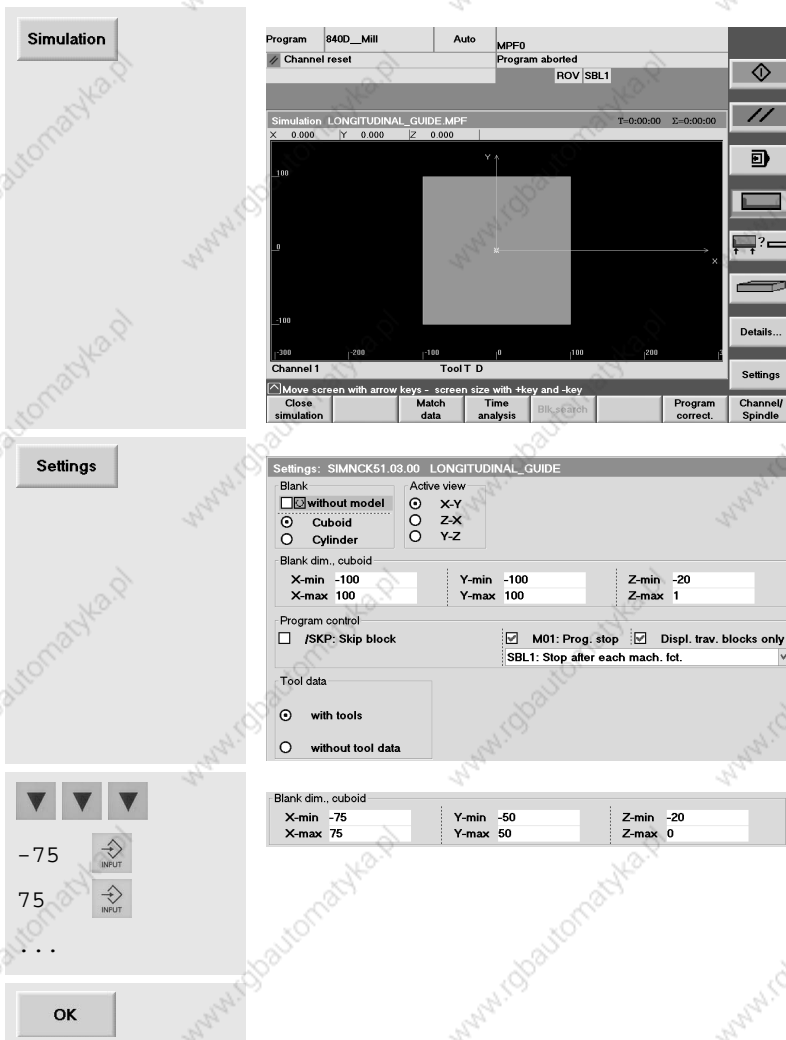 Simulation
Program 840D__Mill Auto MPF0
Channel reset Program aborted
ROV SBL1
Simulation LONGITUDINAL_GUIDE.MPF T=0:00:00 Σ=0:00:00
X 0.000 Y 0.000 Z 0.000
Y
100
0
X
-100
-300 -200 -100 0 100 200 3
Channel 1 Tool T D
Move screen with arrow keys - screen size with +key and -key
Close simulation
Match data
Time analysis
Blk.search
Program correct.
Channel/ Spindle
?
Details...
Settings
Settings
Settings: SIMNCK51.03.00 LONGITUDINAL_GUIDE
Blank Active view
without model X-Y
Cuboid Z-X
Cylinder Y-Z
Blank dim., cuboid
X-min -100 Y-min -100 Z-min -20
X-max 100 Y-max 100 Z-max 1
Program control
/SKP: Skip block M01: Prog. stop Displ. trav. blocks only
SBL1: Stop after each mach. fct.
Tool data
with tools
without tool data
-75 INPUT
75 INPUT
...
Blank dim., cuboid
X-min -75 Y-min -50 Z-min -20
X-max 75 Y-max 50 Z-max 0
OK
www.rgbautomatyka.pl